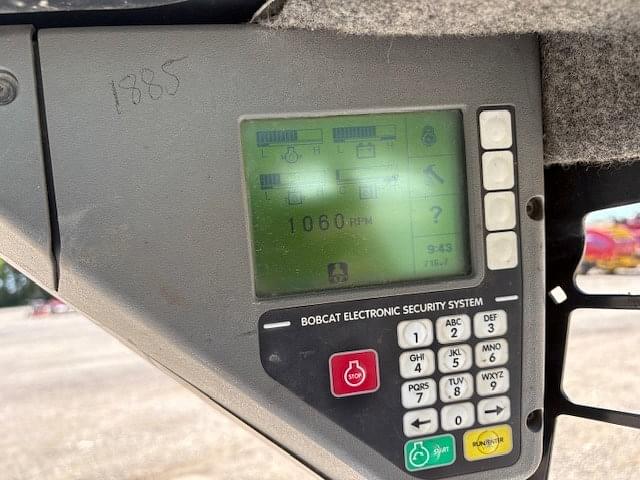 1885
L H L H
L
1060 RPM
?
9:43
BOBCAT ELECTRONIC SECURITY SYSTEM
STOP
1
ABC 2
DEF 3
GHI 4
JKL 5
MNO 6
PQRS 7
TUV 8
WXYZ 9
0
START
RUN/ENTER